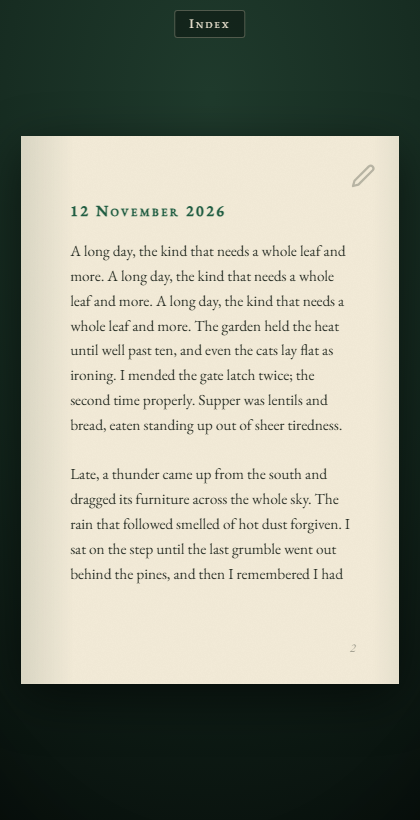 Index
12 November 2026
A long day, the kind that needs a whole leaf and
more. A long day, the kind that needs a whole
leaf and more. A long day, the kind that needs a
whole leaf and more. The garden held the heat
until well past ten, and even the cats lay flat as
ironing. I mended the gate latch twice; the
second time properly. Supper was lentils and
bread, eaten standing up out of sheer tiredness.
Late, a thunder came up from the south and
dragged its furniture across the whole sky. The
rain that followed smelled of hot dust forgiven. I
sat on the step until the last grumble went out
behind the pines, and then I remembered I had
2